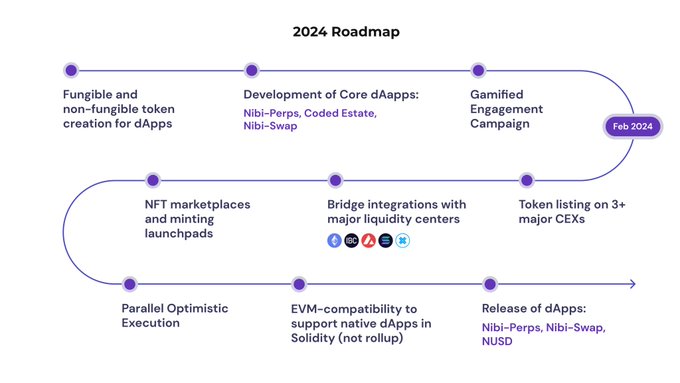 2024 Roadmap
Fungible and
non-fungible token
creation for dApps
Development of Core dAapps:
Nibi-Perps, Coded Estate,
Nibi-Swap
Gamified
Engagement
Campaign
Feb 2024
Token listing on 3+
major CEXs
Bridge integrations with
major liquidity centers
IBC
NFT marketplaces
and minting
launchpads
Parallel Optimistic
Execution
EVM-compatibility to
support native dApps in
Solidity (not rollup)
Release of dApps:
Nibi-Perps, Nibi-Swap,
NUSD